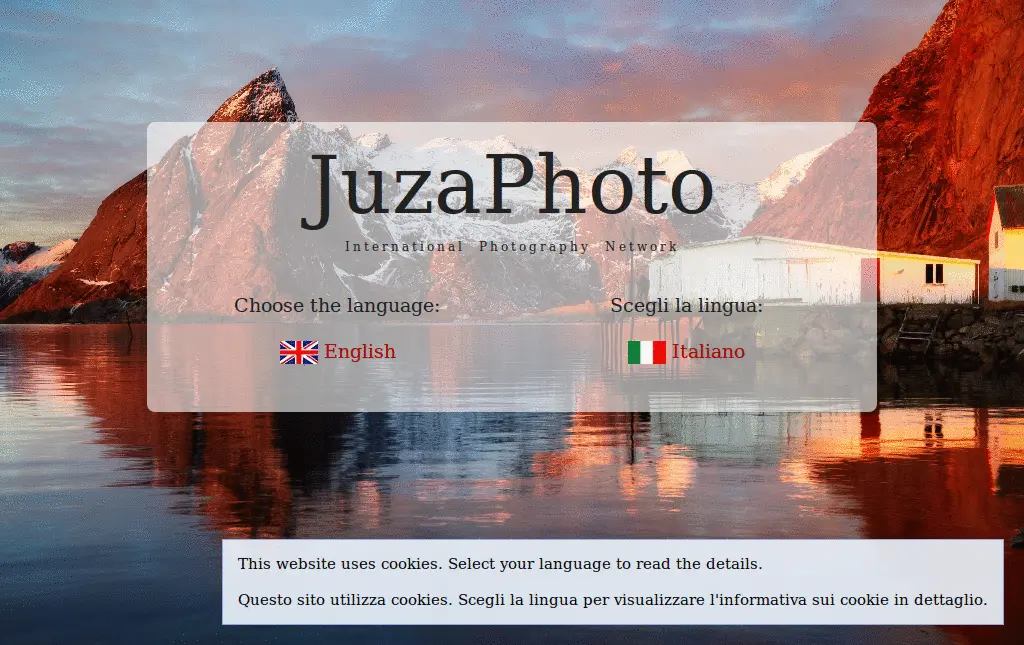 JuzaPhoto
International Photography Network
Choose the language:
Scegli la lingua:
English
Italiano
This website uses cookies. Select your language to read the details.
Questo sito utilizza cookies. Scegli la lingua per visualizzare l'informativa sui cookie in dettaglio.